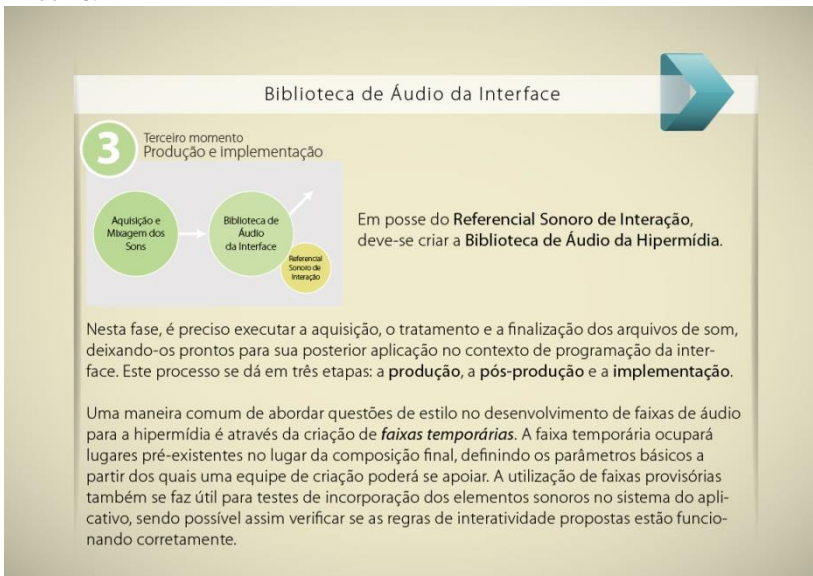 Biblioteca de Áudio da Interface
3
Terceiro momento
Produção e implementação
Aquisição e
Mixagem dos
Sons
Biblioteca de
Áudio
da Interface
Referencial
Sonoro de
Interação
Em posse do Referencial Sonoro de Interação,
deve-se criar a Biblioteca de Áudio da Hipermídia.
Nesta fase, é preciso executar a aquisição, o tratamento e a finalização dos arquivos de som,
deixando-os prontos para sua posterior aplicação no contexto de programação da inter-
face. Este processo se dá em três etapas: a produção, a pós-produção e a implementação.
Uma maneira comum de abordar questões de estilo no desenvolvimento de faixas de áudio
para a hipermídia é através da criação de faixas temporárias. A faixa temporária ocupará
lugares pré-existentes no lugar da composição final, definindo os parâmetros básicos a
partir dos quais uma equipe de criação poderá se apoiar. A utilização de faixas provisórias
também se faz útil para testes de incorporação dos elementos sonoros no sistema do apli-
cativo, sendo possível assim verificar se as regras de interatividade propostas estão funcio-
nando corretamente.